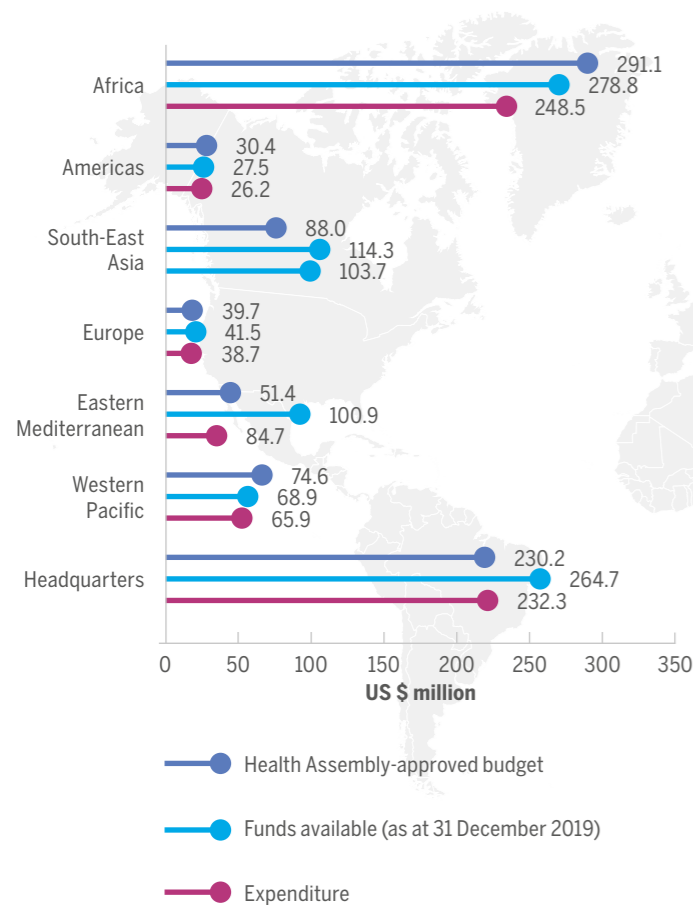 291.1
Africa
278.8
248.5
30.4
Americas
27.5
26.2
88.0
South-East
Asia
114.3
103.7
39.7
Europe
41.5
38.7
51.4
Eastern
Mediterranean
100.9
84.7
74.6
Western
Pacific
68.9
65.9
230.2
Headquarters
264.7
232.3
0 50 100 150 200 250 300 350
US $ million
Health Assembly-approved budget
Funds available (as at 31 December 2019)
Expenditure